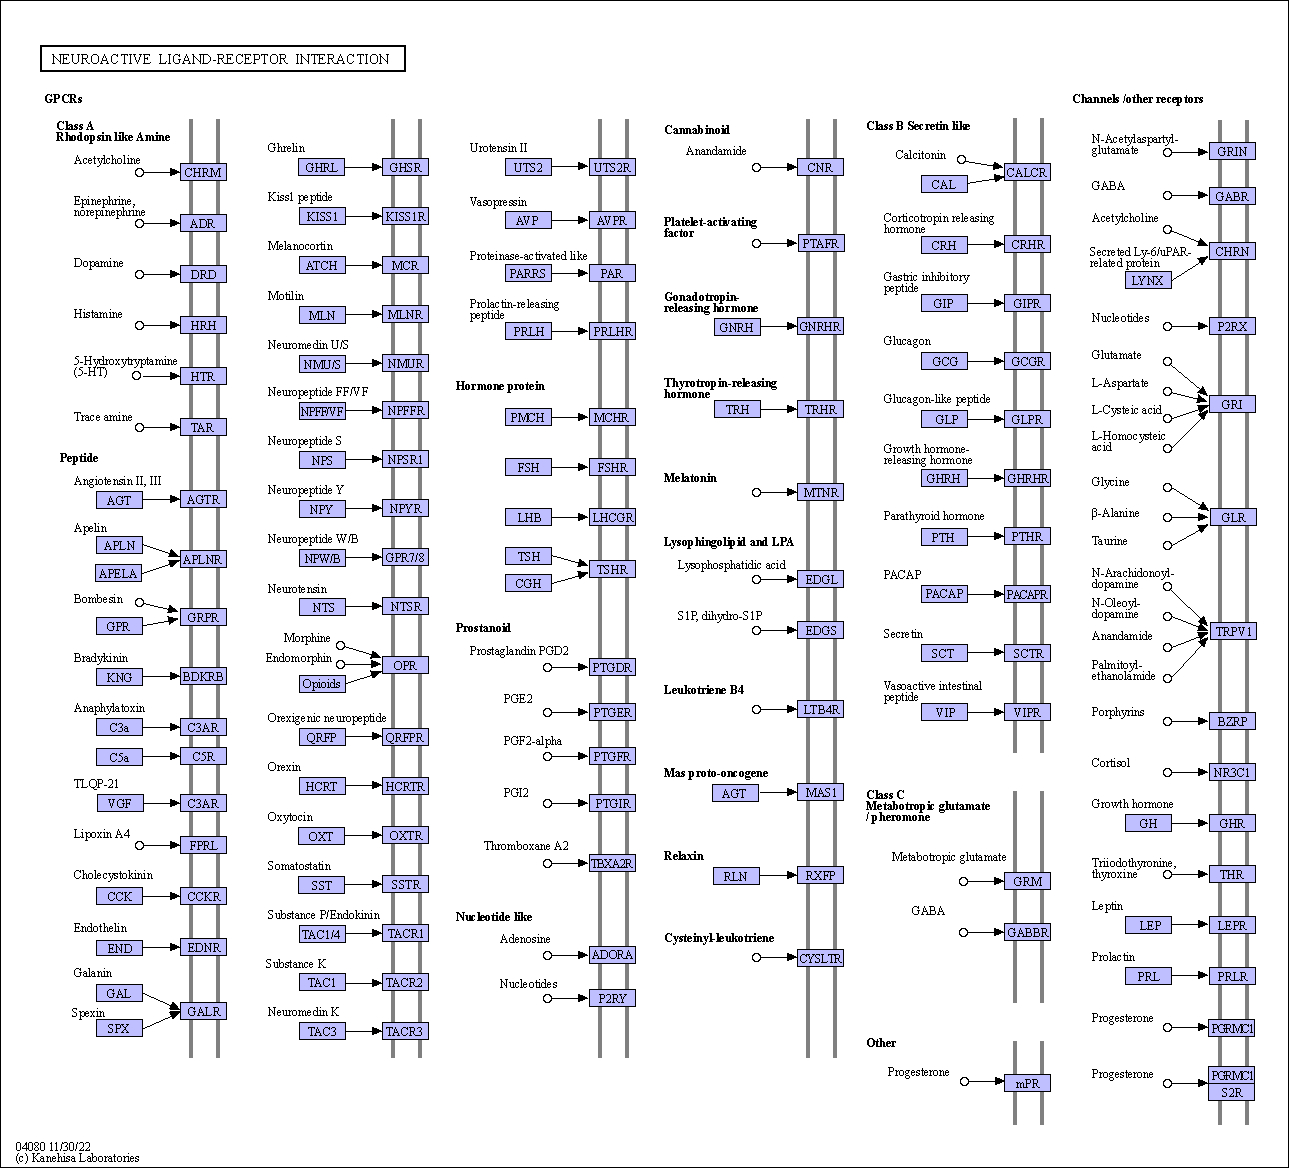 NEUROACTIVE LIGAND-RECEPTOR INTERACTION
GPCRs
Class A
Rhodopsin like Amine
Acetylcholine
CHRM
Epinephrine,
norepinephrine
ADR
Dopamine
DRD
Histamine
HRH
5-Hydroxytryptamine
(5-HT)
HTR
Trace amine
TAR
Peptide
Angiotensin II, III
AGT
AGTR
Apelin
APLN
APELA
APLNR
Bombesin
GPR
GRPR
Bradykinin
KNG
BDKRB
Anaphylatoxin
C3a
C3AR
C5a
C5R
TLQP-21
VGF
C3AR
Lipoxin A4
FPRL
Cholecystokinin
CCK
CCKR
Endothelin
END
EDNR
Galanin
GAL
Spexin
SPX
GALR
Ghrelin
GHRL
GHSR
Kiss1 peptide
KISS1
KISS1R
Melanocortin
ATCH
MCR
Motilin
MLN
MLNR
Neuromedin U/S
NMU/S
NMUR
Neuropeptide FF/VF
NPFF/VF
NPFFR
Neuropeptide S
NPS
NPSR1
Neuropeptide Y
NPY
NPYR
Neuropeptide W/B
NPW/B
GPR7/8
Neurotensin
NTS
NTSR
Morphine
Endomorphin
Opioids
OPR
Orexigenic neuropeptide
QRFP
QRFPR
Orexin
HCRT
HCRTR
Oxytocin
OXT
OXTR
Somatostatin
SST
SSTR
Substance P/Endokinin
TAC1/4
TACR1
Substance K
TAC1
TACR2
Neuromedin K
TAC3
TACR3
Urotensin II
UTS2
UTS2R
Vasopressin
AVP
AVPR
Proteinase-activated like
PARRS
PAR
Prolactin-releasing
peptide
PRLH
PRLHR
Hormone protein
PMCH
MCHR
FSH
FSHR
LHB
LHCGR
TSH
CGH
TSHR
Prostanoid
Prostaglandin PGD2
PTGDR
PGE2
PTGER
PGF2-alpha
PTGFR
PGI2
PTGIR
Thromboxane A2
TBXA2R
Nucleotide like
Adenosine
ADORA
Nucleotides
P2RY
Cannabinoid
Anandamide
CNR
Platelet-activating
factor
PTAFR
Gonadotropin-
releasing hormone
GNRH
GNRHR
Thyrotropin-releasing
hormone
TRH
TRHR
Melatonin
MTNR
Lysophingolipid and LPA
Lysophosphatidic acid
EDGL
S1P, dihydro-S1P
EDGS
Leukotriene B4
LTB4R
Mas proto-oncogene
AGT
MAS1
Relaxin
RLN
RXFP
Cysteinyl-leukotriene
CYSLTR
Class B Secretin like
Calcitonin
CAL
CALCR
Corticotropin releasing
hormone
CRH
CRHR
Gastric inhibitory
peptide
GIP
GIPR
Glucagon
GCG
GCGR
Glucagon-like peptide
GLP
GLPR
Growth hormone-
releasing hormone
GHRH
GHRHR
Parathyroid hormone
PTH
PTHR
PACAP
PACAP
PACAPR
Secretin
SCT
SCTR
Vasoactive intestinal
peptide
VIP
VIPR
Class C
Metabotropic glutamate
/ pheromone
Metabotropic glutamate
GRM
GABA
GABBR
Other
Progesterone
mPR
Channels /other receptors
N-Acetylaspartyl-
glutamate
GRIN
GABA
GABR
Acetylcholine
Secreted Ly-6/uPAR-
related protein
LYNX
CHRN
Nucleotides
P2RX
Glutamate
L-Aspartate
L-Cysteic acid
L-Homocysteic
acid
GRI
Glycine
β-Alanine
Taurine
GLR
N-Arachidonoyl-
dopamine
N-Oleoyl-
dopamine
Anandamide
Palmitoyl-
ethanolamide
TRPV1
Porphyrins
BZRP
Cortisol
NR3C1
Growth hormone
GH
GHR
Triiodothyronine,
thyroxine
THR
Leptin
LEP
LEPR
Prolactin
PRL
PRLR
Progesterone
PGRMC1
Progesterone
PGRMC1
S2R
04080 11/30/22
(c) Kanehisa Laboratories